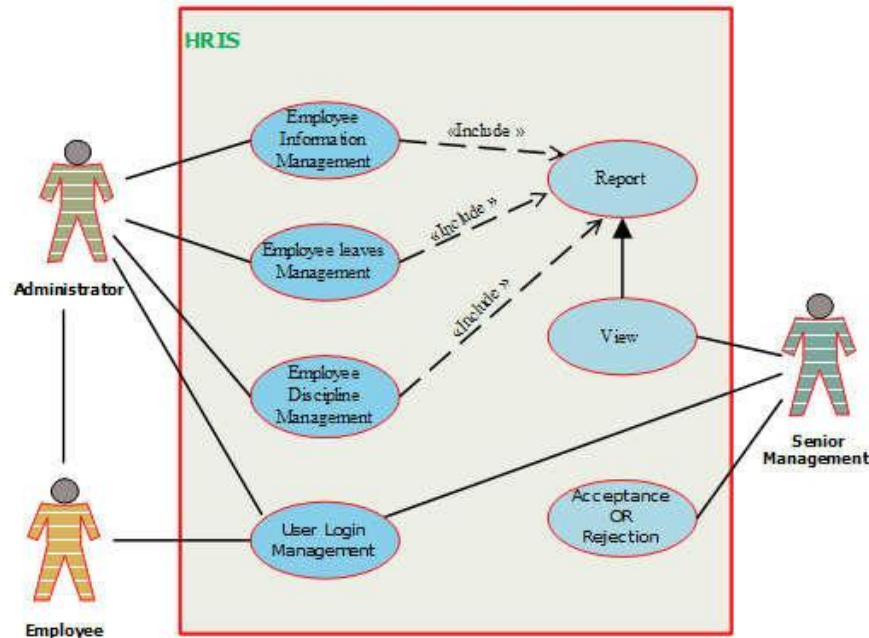 HRIS
Employee
Information
Management
«Include »
Report
Administrator
Employee leaves
Management
«Include »
Employee
Discipline
Management
«Include »
View
Senior
Management
User Login
Management
Acceptance
OR
Rejection
Employee